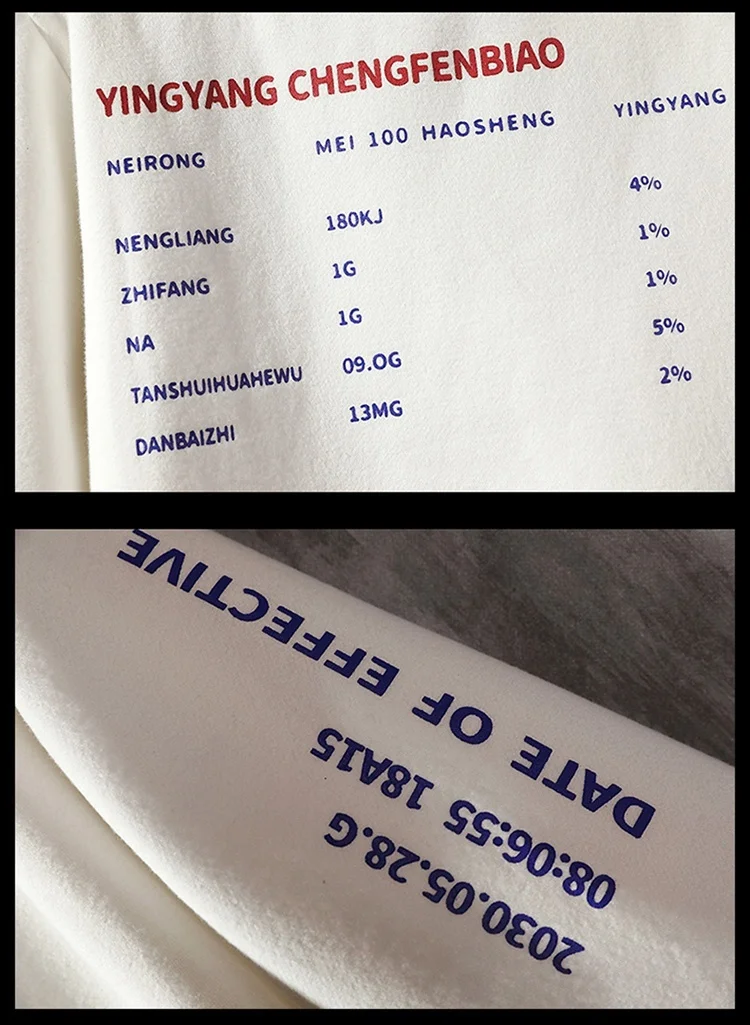 YINGYANG CHENGFENBIAO
NEIRONG MEI 100 HAOSHENG YINGYANG
NENGLIANG 180KJ 4%
ZHIFANG 1G 1%
NA 1G 1%
TANSHUIHUAHEWU 09.OG 5%
DANBAIZHI 13MG 2%
DATE OF EFFECTIVE
08:06:55 18A15
2030.05.28.G